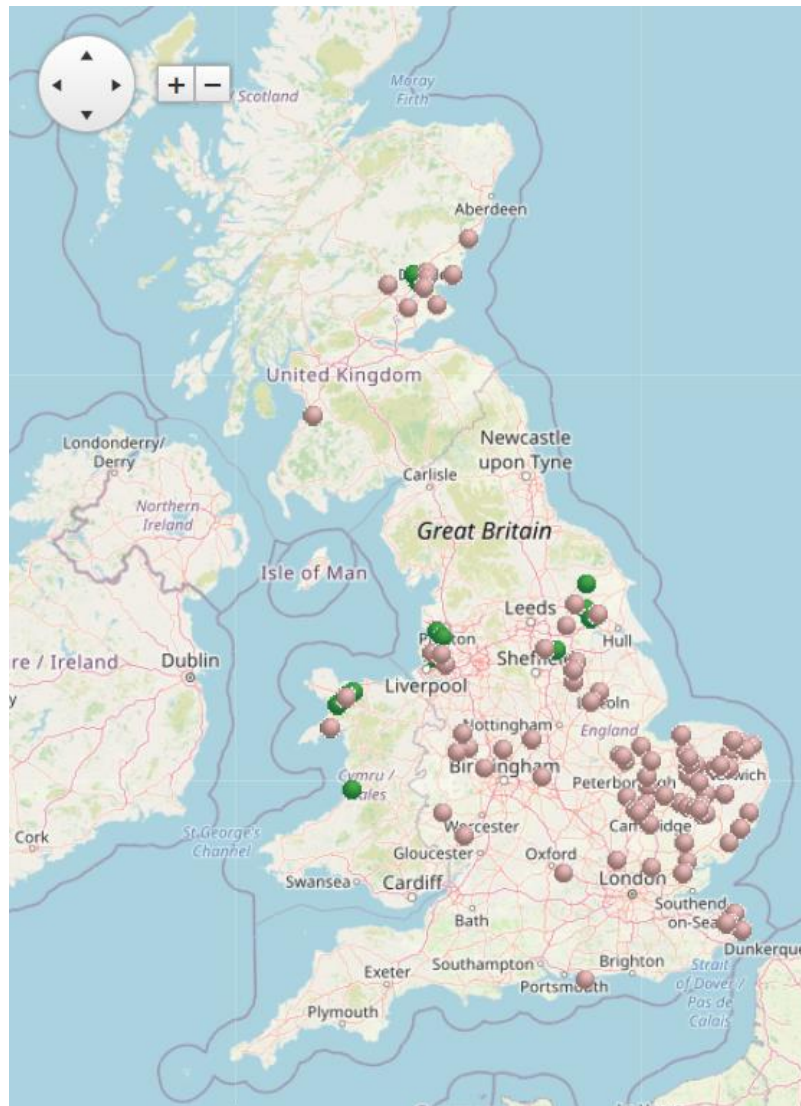 + −
/ Scotland
Moray
Firth
Aberdeen
United Kingdom
Londonderry/
Derry
Newcastle
upon Tyne
Carlisle
Northern
Ireland
Great Britain
Isle of Man
Leeds
Hull
re / Ireland
Dublin
Liverpool
y
Nottingham
England
Birmingham
Peterborough
Cymru /
Cambridge
St George's
Channel
Cork
Gloucester
Oxford
Swansea
Cardiff
London
Southend
-on-Sea
Bath
Dunkerque
Southampton
Brighton
Exeter
Portsmouth
Strait
of Dover /
Pas de
Calais
Plymouth